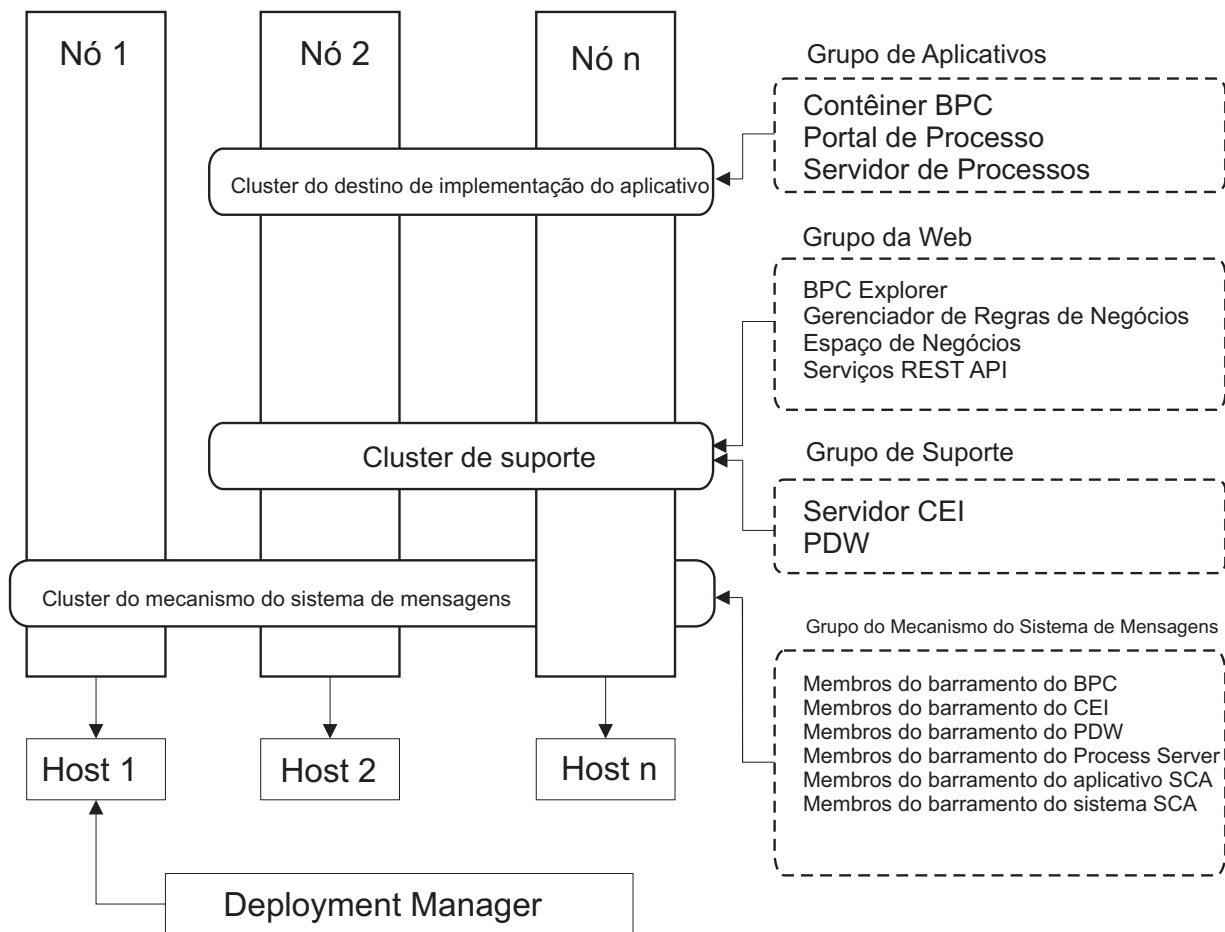 Nó 1
Nó 2
Nó n
Grupo de Aplicativos
Contêiner BPC
Portal de Processo
Servidor de Processos
Cluster do destino de implementação do aplicativo
Grupo da Web
BPC Explorer
Gerenciador de Regras de Negócios
Espaço de Negócios
Serviços REST API
Cluster de suporte
Grupo de Suporte
Servidor CEI
PDW
Cluster do mecanismo do sistema de mensagens
Grupo do Mecanismo do Sistema de Mensagens
Membros do barramento do BPC
Membros do barramento do CEI
Membros do barramento do PDW
Membros do barramento do Process Server
Membros do barramento do aplicativo SCA
Membros do barramento do sistema SCA
Host 1
Host 2
Host n
Deployment Manager